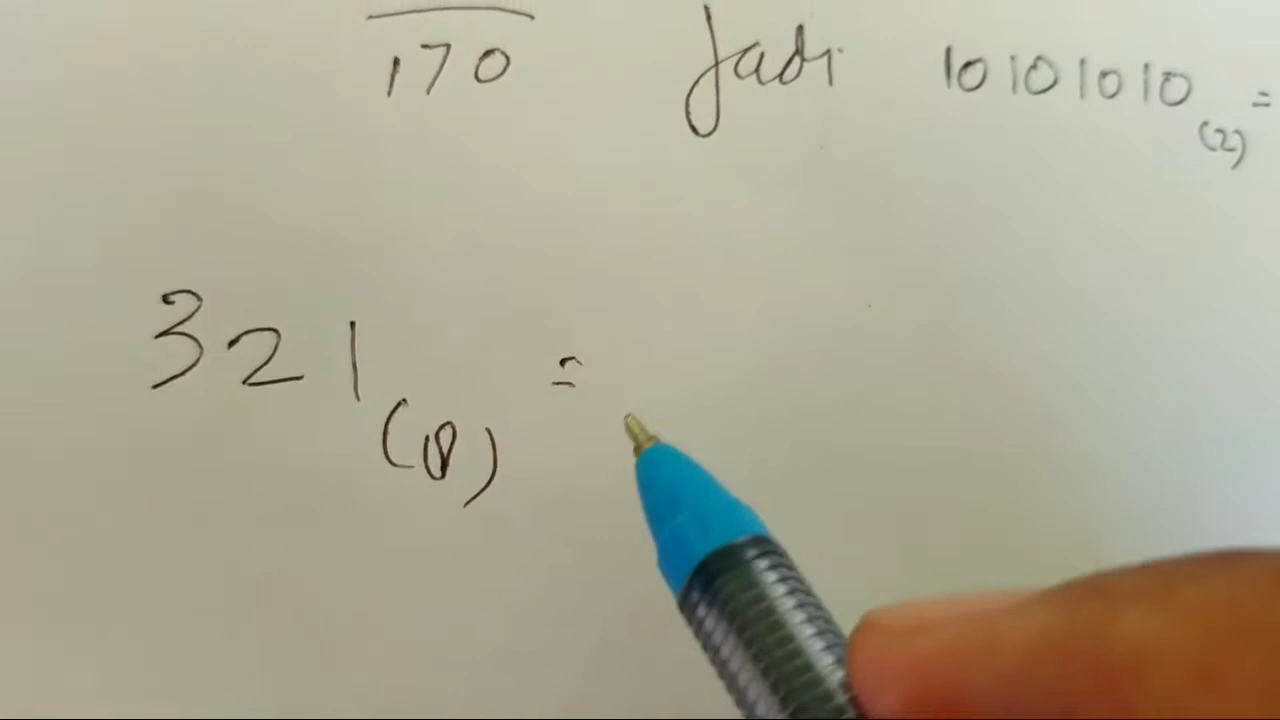 170 Jadi 10101010 (2) =
321 (8) =